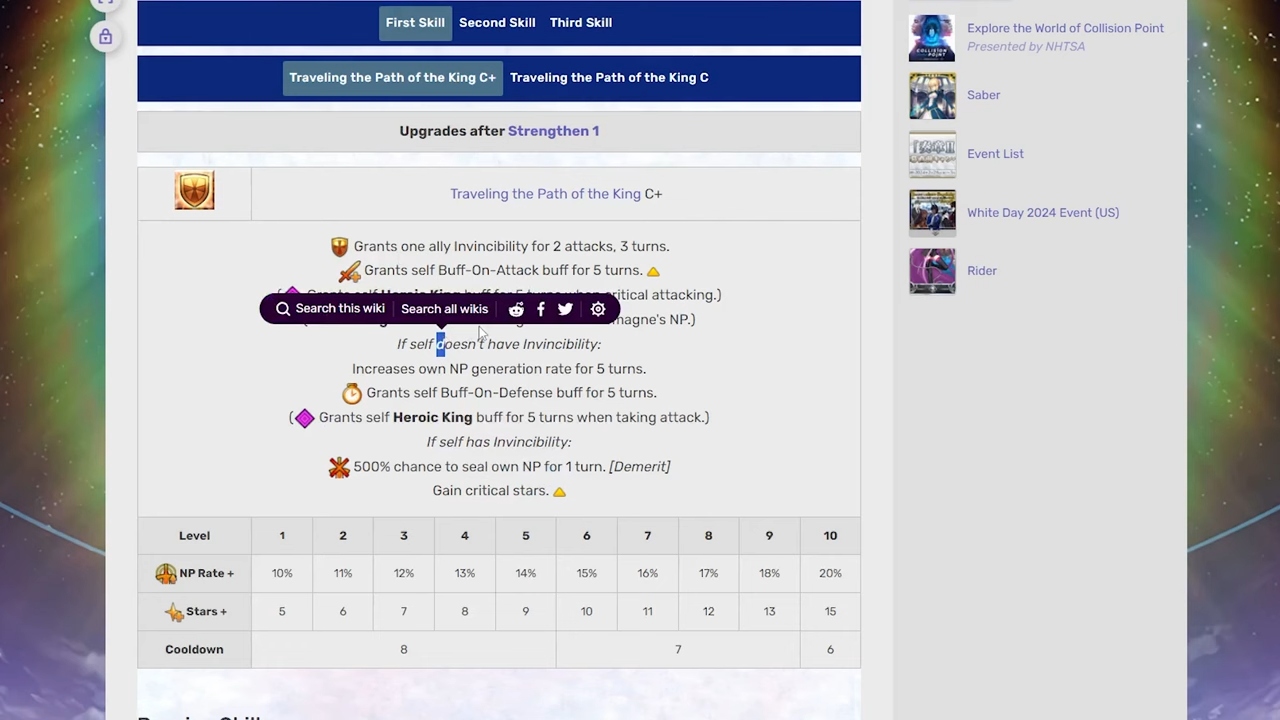 First Skill Second Skill Third Skill
Traveling the Path of the King C+ Traveling the Path of the King C
Upgrades after Strengthen 1
Traveling the Path of the King C+
Grants one ally Invincibility for 2 attacks, 3 turns.
Grants self Buff-On-Attack buff for 5 turns.
critical attacking.)
Search this wiki Search all wikis
magne's NP.)
If self doesn't have Invincibility:
Increases own NP generation rate for 5 turns.
Grants self Buff-On-Defense buff for 5 turns.
( Grants self Heroic King buff for 5 turns when taking attack.)
If self has Invincibility:
500% chance to seal own NP for 1 turn. [Demerit]
Gain critical stars.
Level 1 2 3 4 5 6 7 8 9 10
NP Rate + 10% 11% 12% 13% 14% 15% 16% 17% 18% 20%
Stars + 5 6 7 8 9 10 11 12 13 15
Cooldown 8 7 6
Explore the World of Collision Point
Presented by NHTSA
Saber
Event List
White Day 2024 Event (US)
Rider